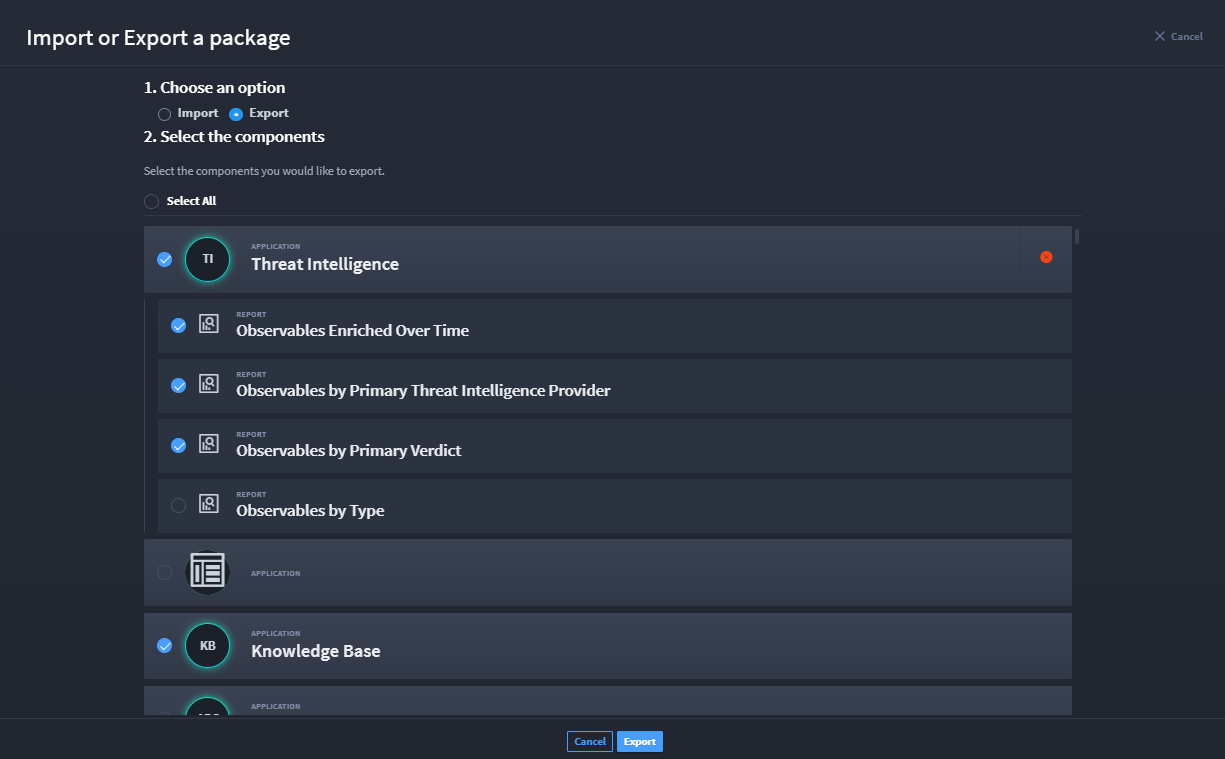 Import or Export a package
Cancel
1. Choose an option
Import Export
2. Select the components
Select the components you would like to export.
Select All
TI
APPLICATION
Threat Intelligence
REPORT
Observables Enriched Over Time
REPORT
Observables by Primary Threat Intelligence Provider
REPORT
Observables by Primary Verdict
REPORT
Observables by Type
APPLICATION
KB
APPLICATION
Knowledge Base
APPLICATION
Cancel Export